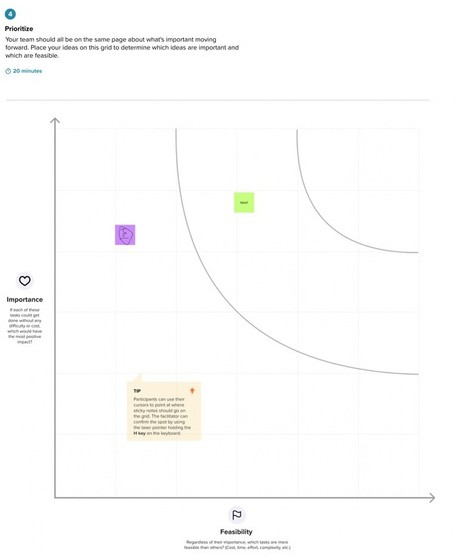 4
Prioritize
Your team should all be on the same page about what's important moving
forward. Place your ideas on this grid to determine which ideas are important and
which are feasible.
20 minutes
Importance
If each of these
tasks could get
done without any
difficulty or cost,
which would have
the most positive
impact?
TIP
Participants can use their
cursors to point at where
sticky notes should go on
the grid. The facilitator can
confirm the spot by using
the laser pointer holding the
H key on the keyboard.
Feasibility
Regardless of their importance, which tasks are more
feasible than others? (Cost, time, effort, complexity, etc.)